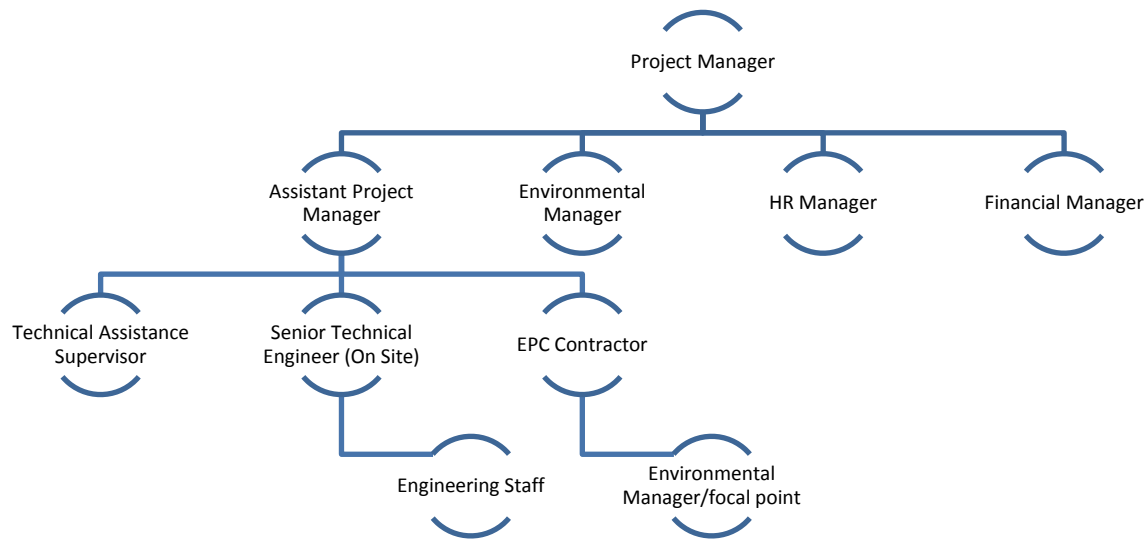 Project Manager
Assistant Project
Manager
Environmental
Manager
HR Manager
Financial Manager
Technical Assistance
Supervisor
Senior Technical
Engineer (On Site)
EPC Contractor
Engineering Staff
Environmental
Manager/focal point